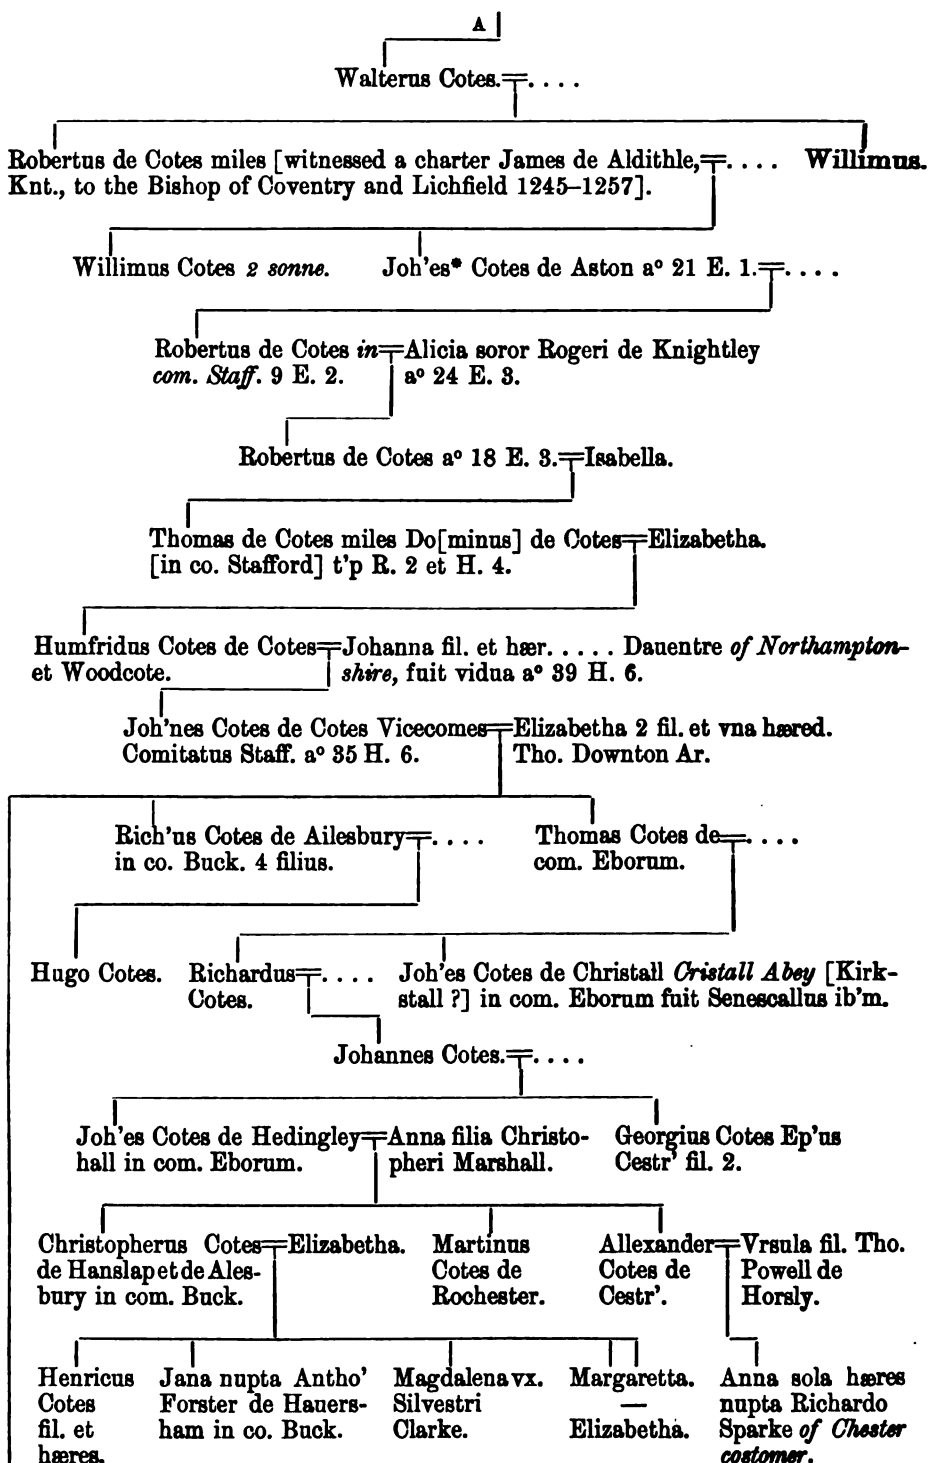 A
Walterus Cotes.=. . . .
Robertus de Cotes miles [witnessed a charter James de Aldithle,=. . . . Willimus.
Knt., to the Bishop of Coventry and Lichfield 1245–1257].
Willimus Cotes 2 sonne. Joh'es* Cotes de Aston aº 21 E. 1.=. . . .
Robertus de Cotes in=Alicia soror Rogeri de Knightley
com. Staff. 9 E. 2. aº 24 E. 3.
Robertus de Cotes aº 18 E. 3.=Isabella.
Thomas de Cotes miles Do[minus] de Cotes=Elizabetha.
[in co. Stafford] t'p R. 2 et H. 4.
Humfridus Cotes de Cotes=Johanna fil. et hær. . . . . Dauentre of Northampton-
et Woodcote. shire, fuit vidua aº 39 H. 6.
Joh'nes Cotes de Cotes Vicecomes=Elizabetha 2 fil. et vna hæred.
Comitatus Staff. aº 35 H. 6. Tho. Downton Ar.
Rich'us Cotes de Ailesbury=. . . . Thomas Cotes de=. . . .
in co. Buck. 4 filius. com. Eborum.
Hugo Cotes. Richardus=. . . . Joh'es Cotes de Christall Cristall Abey [Kirk-
Cotes. stall ?] in com. Eborum fuit Senescallus ib'm.
Johannes Cotes.=. . . .
Joh'es Cotes de Hedingley=Anna filia Christo- Georgius Cotes Ep'us
hall in com. Eborum. pheri Marshall. Cestr' fil. 2.
Christopherus Cotes=Elizabetha. Martinus Allexander=Vrsula fil. Tho.
de Hanslap et de Ales- Cotes de Cotes de Powell de
bury in com. Buck. Rochester. Cestr'. Horsly.
Henricus Jana nupta Antho' Magdalena vx. Margaretta. Anna sola hæres
Cotes Forster de Hauers- Silvestri — nupta Richardo
fil. et ham in co. Buck. Clarke. Elizabetha. Sparke of Chester
hæres. costomer.